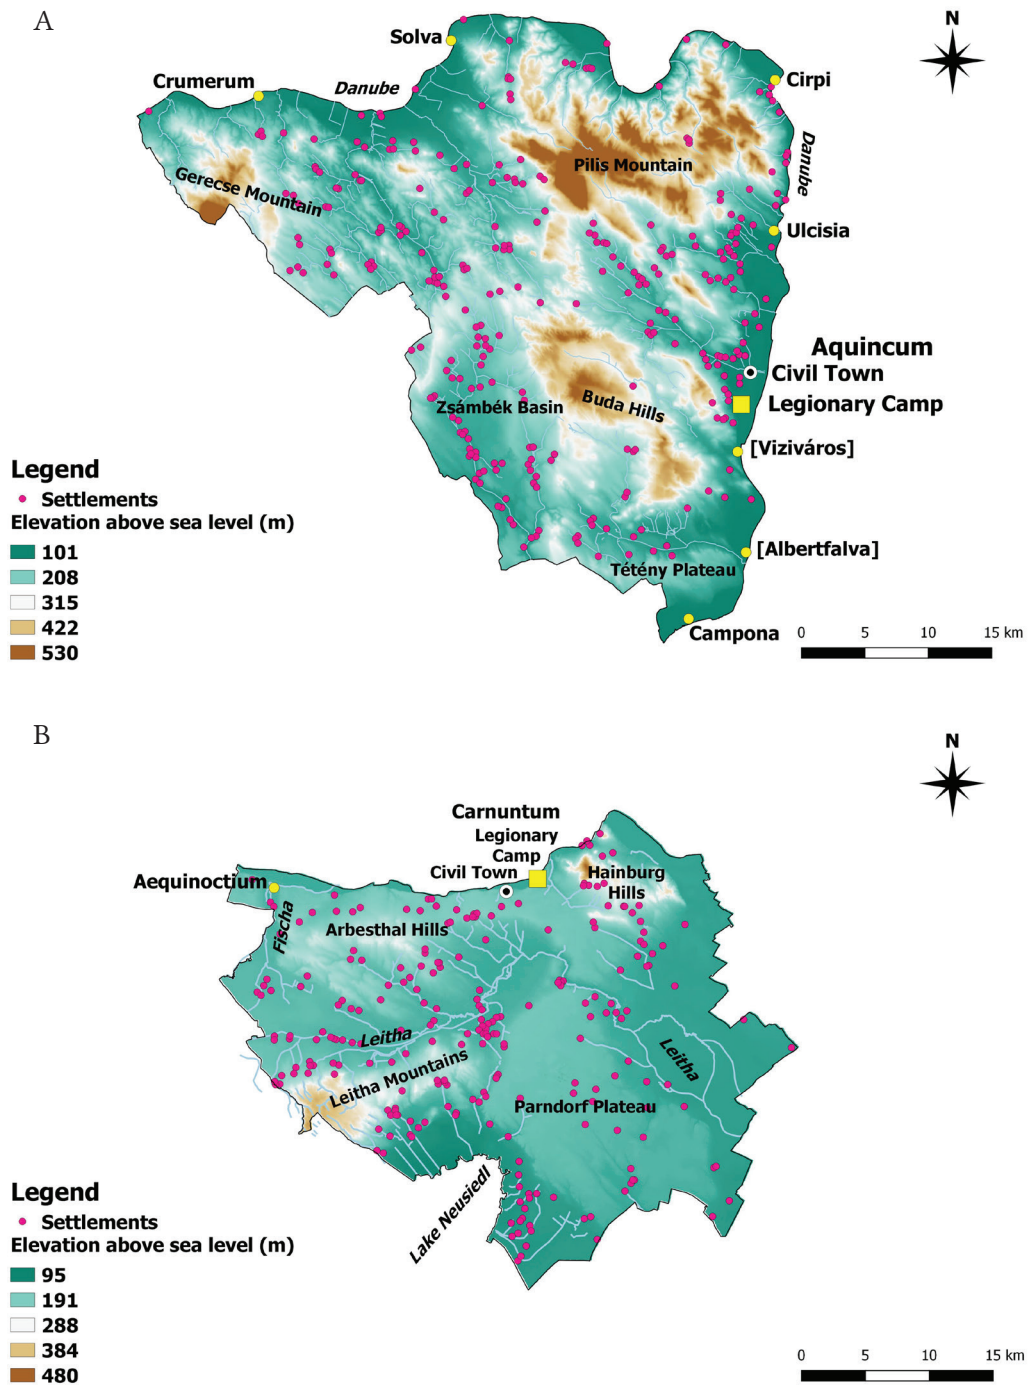 A
N
Solva
Crumerum
Danube
Cirpi
Danube
Pilis Mountain
Gerecse Mountain
Ulcisia
Aquincum
Civil Town
Buda Hills
Zsámbék Basin
Legionary Camp
[Viziváros]
Legend
Settlements
Elevation above sea level (m)
101
208
315
422
530
[Albertfalva]
Tétény Plateau
Campona
0 5 10 15 km
B
N
Carnuntum
Legionary
Camp
Civil Town
Hainburg
Hills
Aequinoctium
Fischa
Arbesthal Hills
Leitha
Leitha
Leitha Mountains
Parndorf Plateau
Lake Neusiedl
Legend
Settlements
Elevation above sea level (m)
95
191
288
384
480
0 5 10 15 km